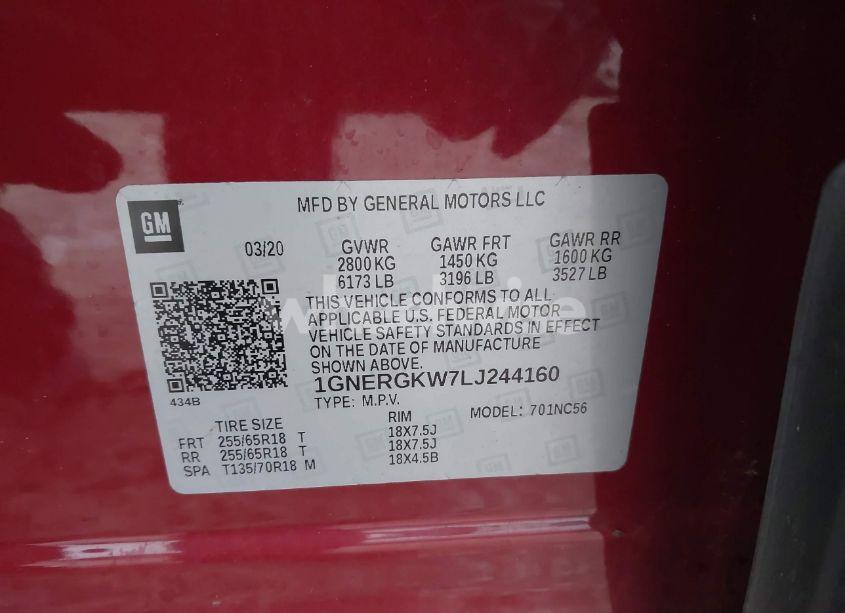 GM
MFD BY GENERAL MOTORS LLC
03/20 GVWR GAWR FRT GAWR RR
2800 KG 1450 KG 1600 KG
6173 LB 3196 LB 3527 LB
THIS VEHICLE CONFORMS TO ALL
APPLICABLE U.S. FEDERAL MOTOR
VEHICLE SAFETY STANDARDS IN EFFECT
ON THE DATE OF MANUFACTURE
SHOWN ABOVE.
434B
1GNERGKW7LJ244160
TYPE: M.P.V. MODEL: 701NC56
TIRE SIZE RIM
FRT 255/65R18 T 18X7.5J
RR 255/65R18 T 18X7.5J
SPA T135/70R18 M 18X4.5B